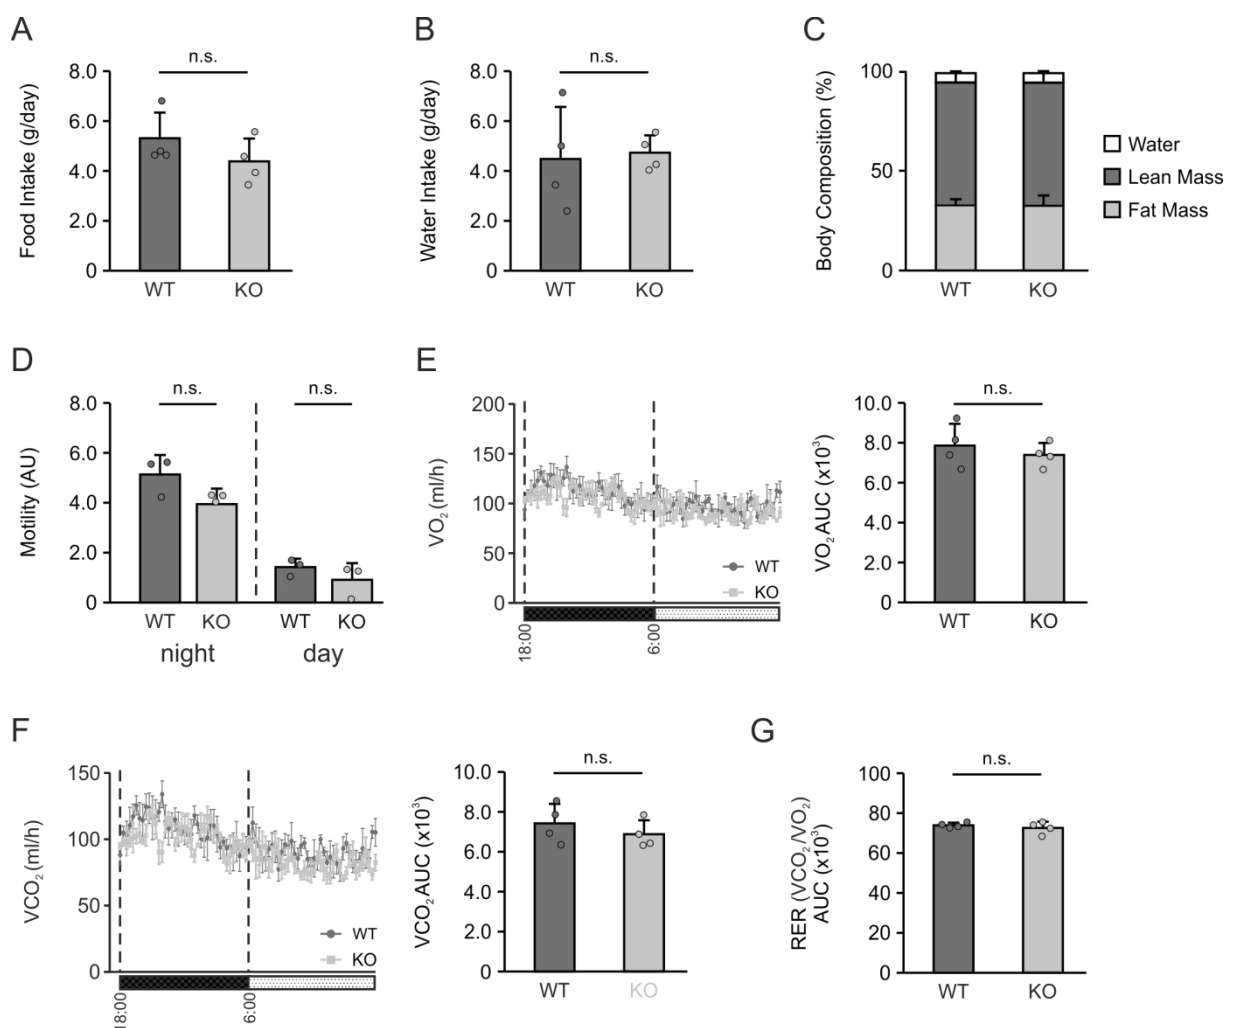 A
n.s.
8.0
6.0
4.0
2.0
0
Food Intake (g/day)
WT
KO
B
n.s.
8.0
6.0
4.0
2.0
0
Water Intake (g/day)
WT
KO
C
100
50
0
Body Composition (%)
WT
KO
Water
Lean Mass
Fat Mass
D
n.s.
n.s.
8.0
6.0
4.0
2.0
0
Motility (AU)
WT
KO
WT
KO
night
day
E
200
150
100
50
0
VO₂ (ml/h)
WT
KO
18:00
6:00
n.s.
10.0
8.0
6.0
4.0
2.0
0
VO₂ AUC (x10³)
WT
KO
F
150
100
50
0
VCO₂ (ml/h)
WT
KO
18:00
6:00
n.s.
10.0
8.0
6.0
4.0
2.0
0
VCO₂ AUC (x10³)
WT
KO
G
n.s.
100
80
60
40
20
0
RER (VCO₂/VO₂)
AUC (x10³)
WT
KO